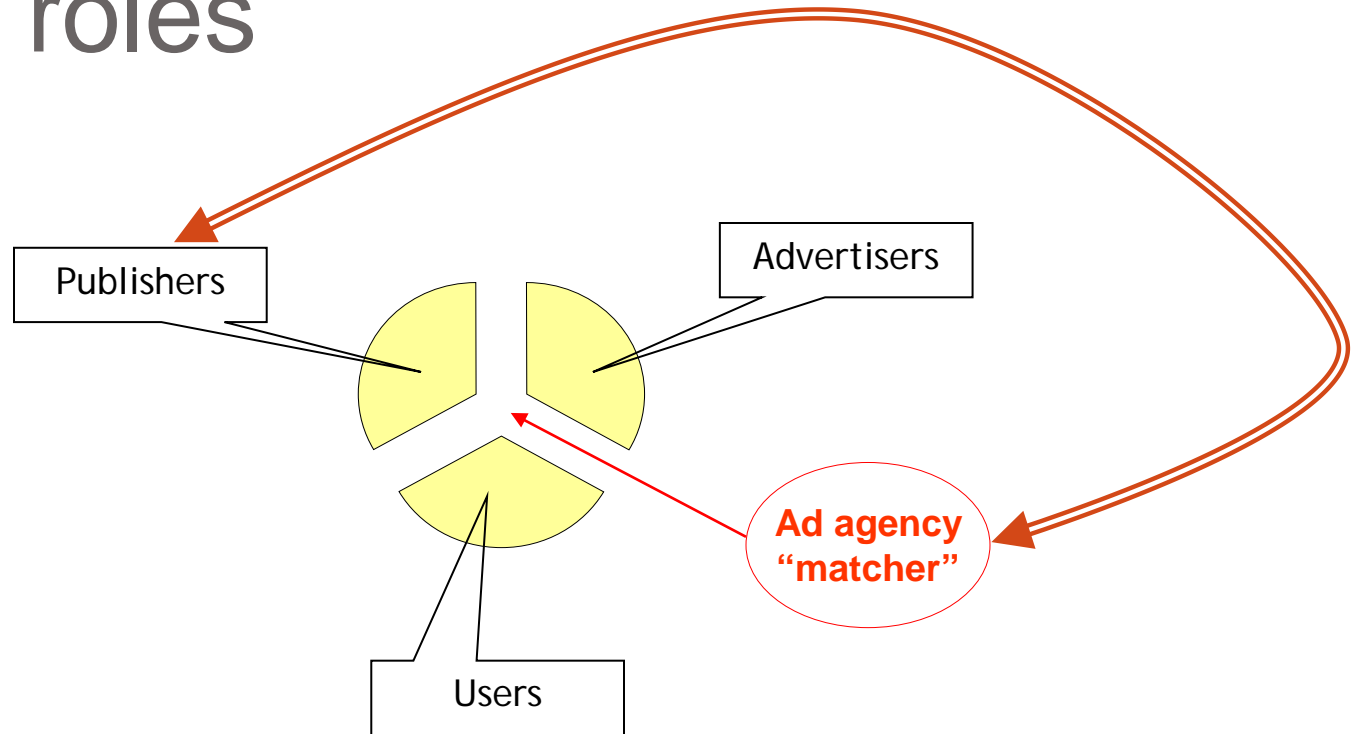 roles
Publishers
Advertisers
Ad agency
“matcher”
Users